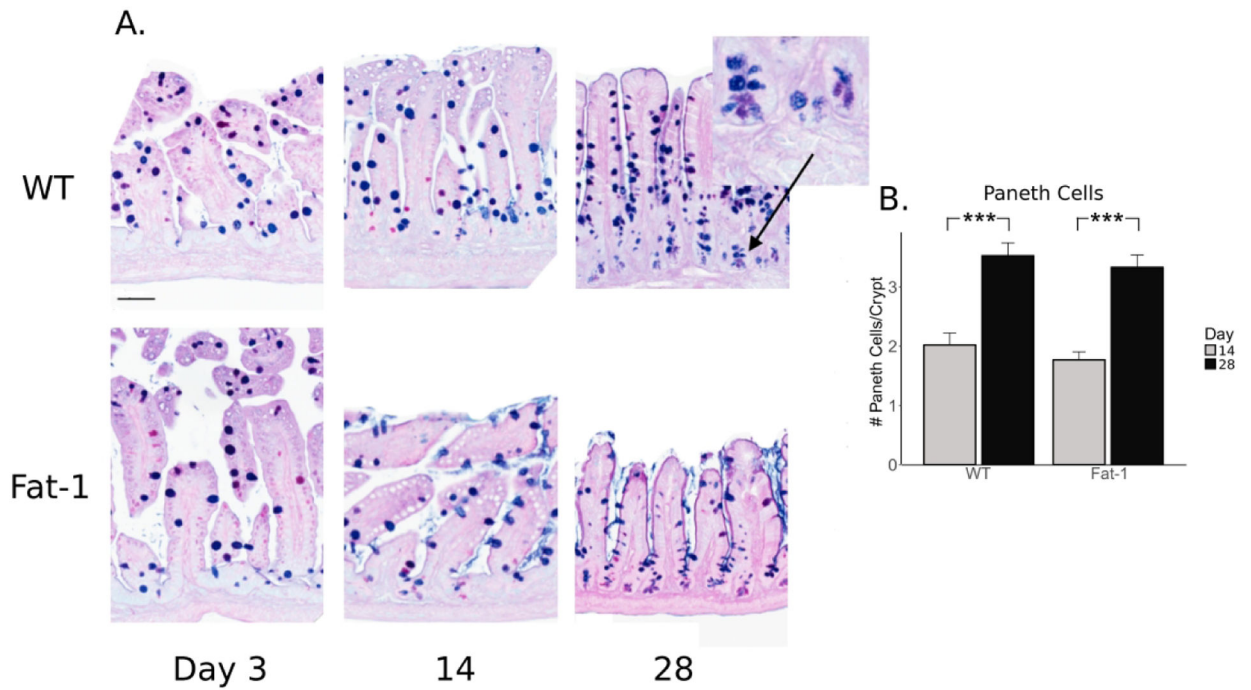 A.
WT
Fat-1
Day 3
14
28
B.
Paneth Cells
***
***
# Paneth Cells/Crypt
3
2
1
0
WT
Fat-1
Day
14
28